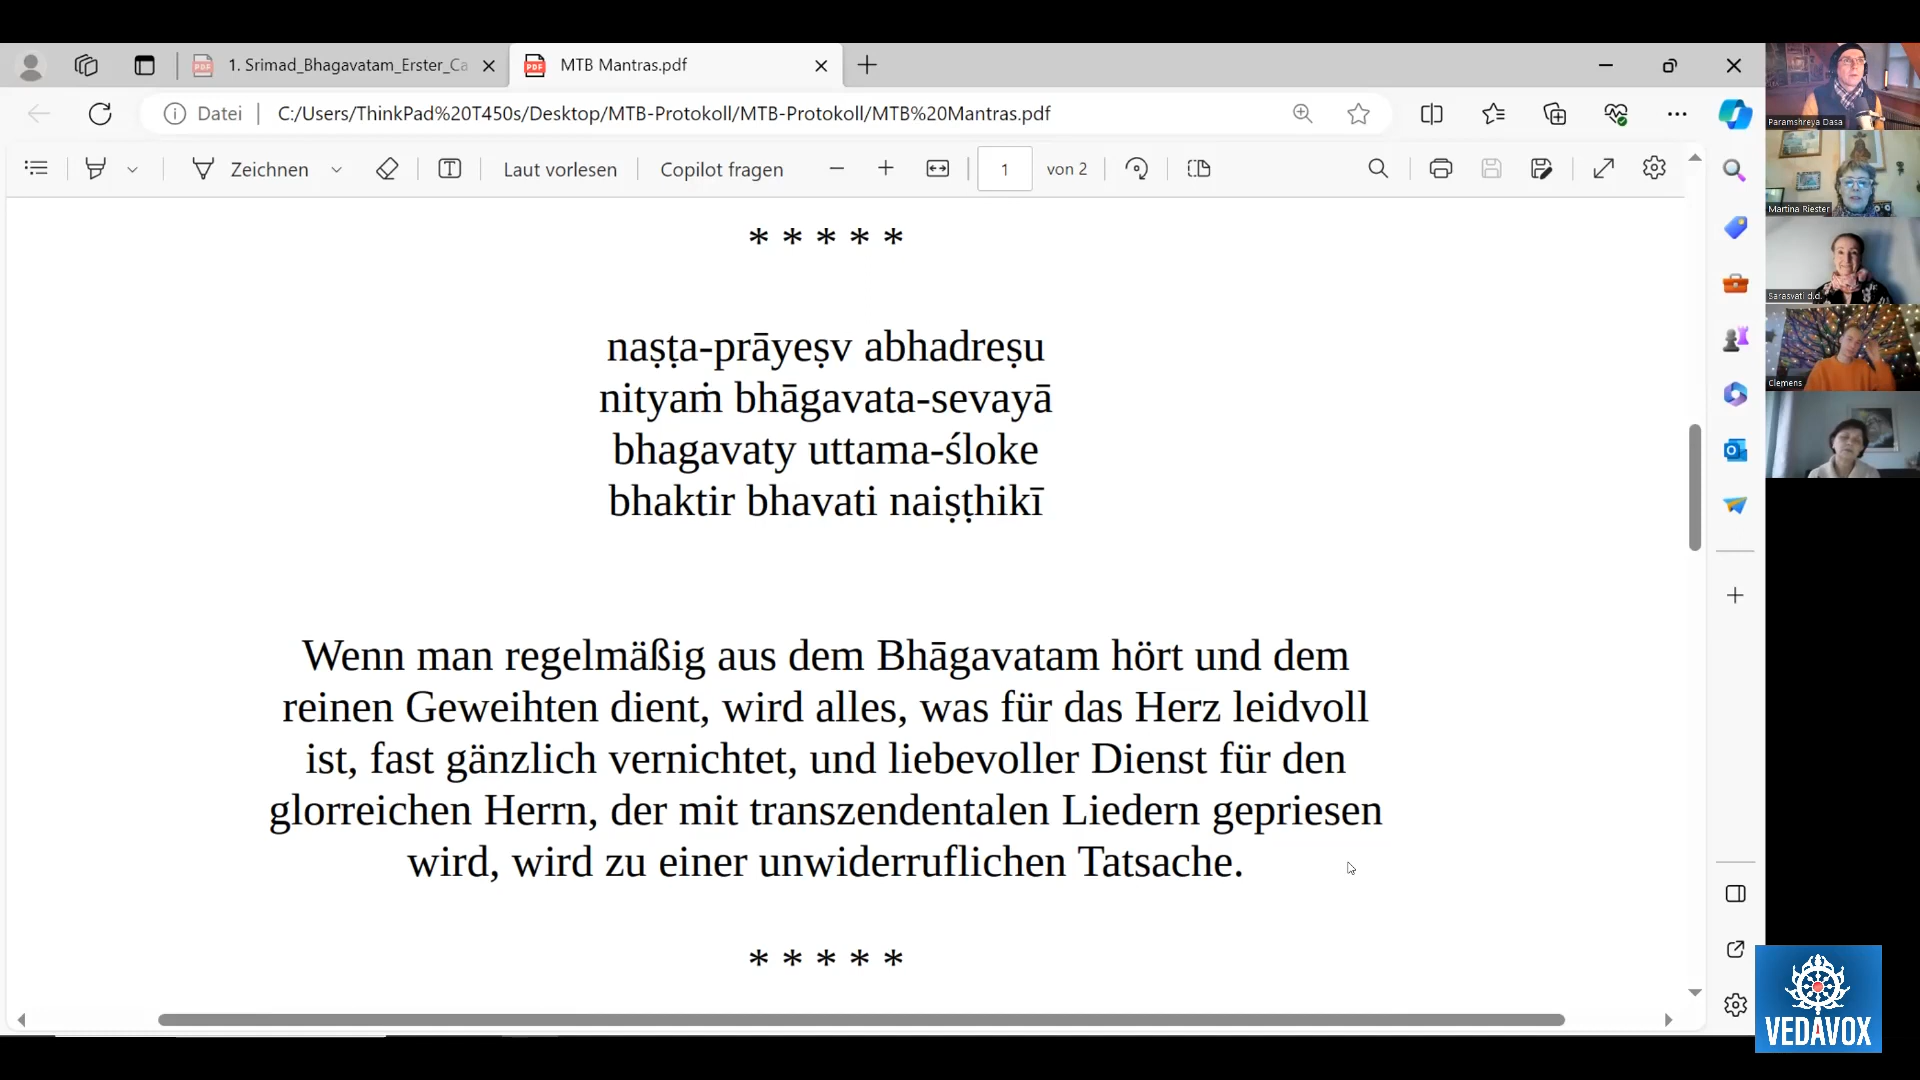 1. Srimad_Bhagavatam_Erster_Ca
MTB Mantras.pdf
Datei
C:/Users/ThinkPad%20T450s/Desktop/MTB-Protokoll/MTB-Protokoll/MTB%20Mantras.pdf
Zeichnen
Laut vorlesen
Copilot fragen
1
von 2
* * * * *
naṣṭa-prāyeṣv abhadreṣu
nityaṁ bhāgavata-sevayā
bhagavaty uttama-śloke
bhaktir bhavati naiṣṭhikī
Wenn man regelmäßig aus dem Bhāgavatam hört und dem
reinen Geweihten dient, wird alles, was für das Herz leidvoll
ist, fast gänzlich vernichtet, und liebevoller Dienst für den
glorreichen Herrn, der mit transzendentalen Liedern gepriesen
wird, wird zu einer unwiderruflichen Tatsache.
* * * * *
Paramshreya Dasa
Martina Riester
Sarasvati d.d.
Clemens
VEDAVOX